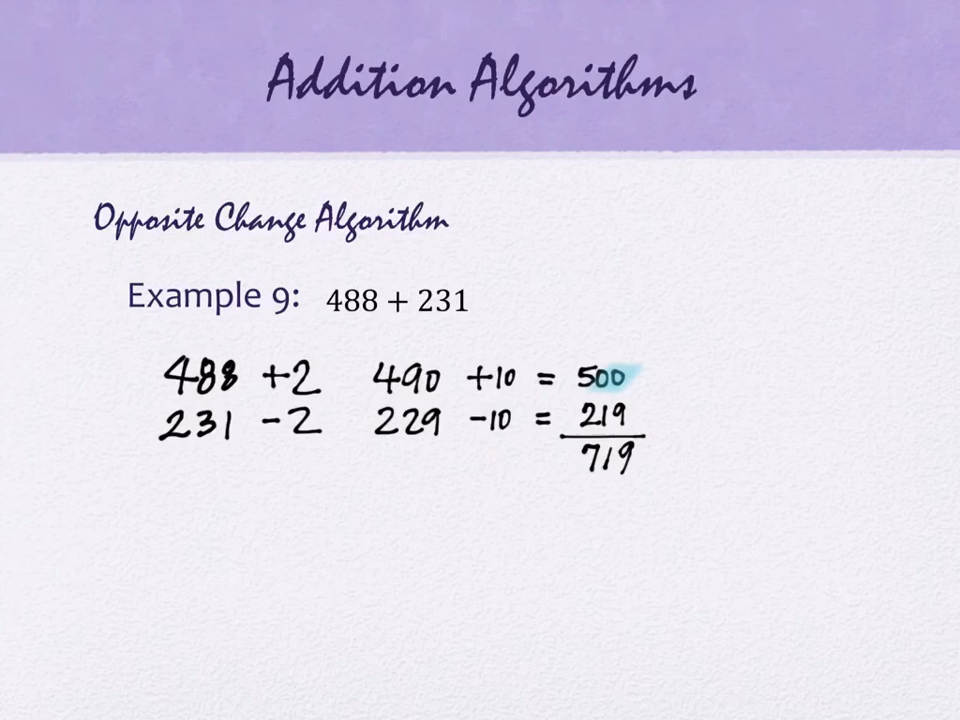 Addition Algorithms
Opposite Change Algorithm
Example 9: 488 + 231
488 +2 490 +10 = 500
231 -2 229 -10 = 219
719